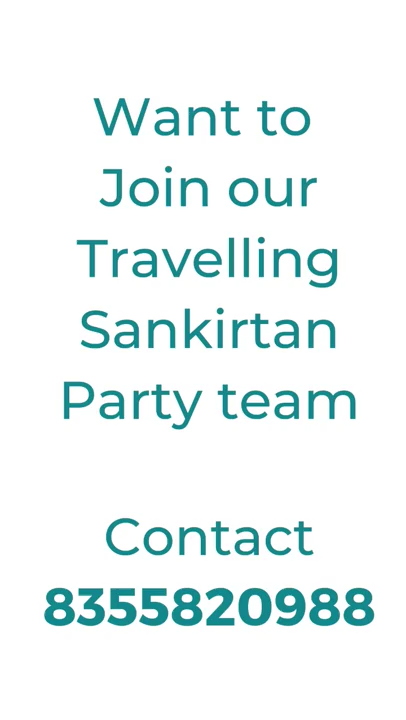 Want to
Join our
Travelling
Sankirtan
Party team
Contact
8355820988